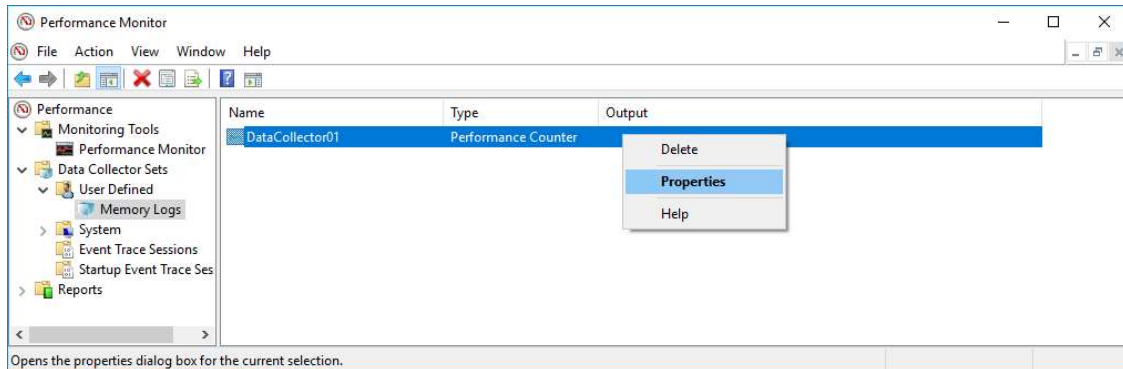 Performance Monitor
File Action View Window Help
Performance
Monitoring Tools
Performance Monitor
Data Collector Sets
User Defined
Memory Logs
System
Event Trace Sessions
Startup Event Trace Ses
Reports
Name Type Output
DataCollector01 Performance Counter
Delete
Properties
Help
Opens the properties dialog box for the current selection.